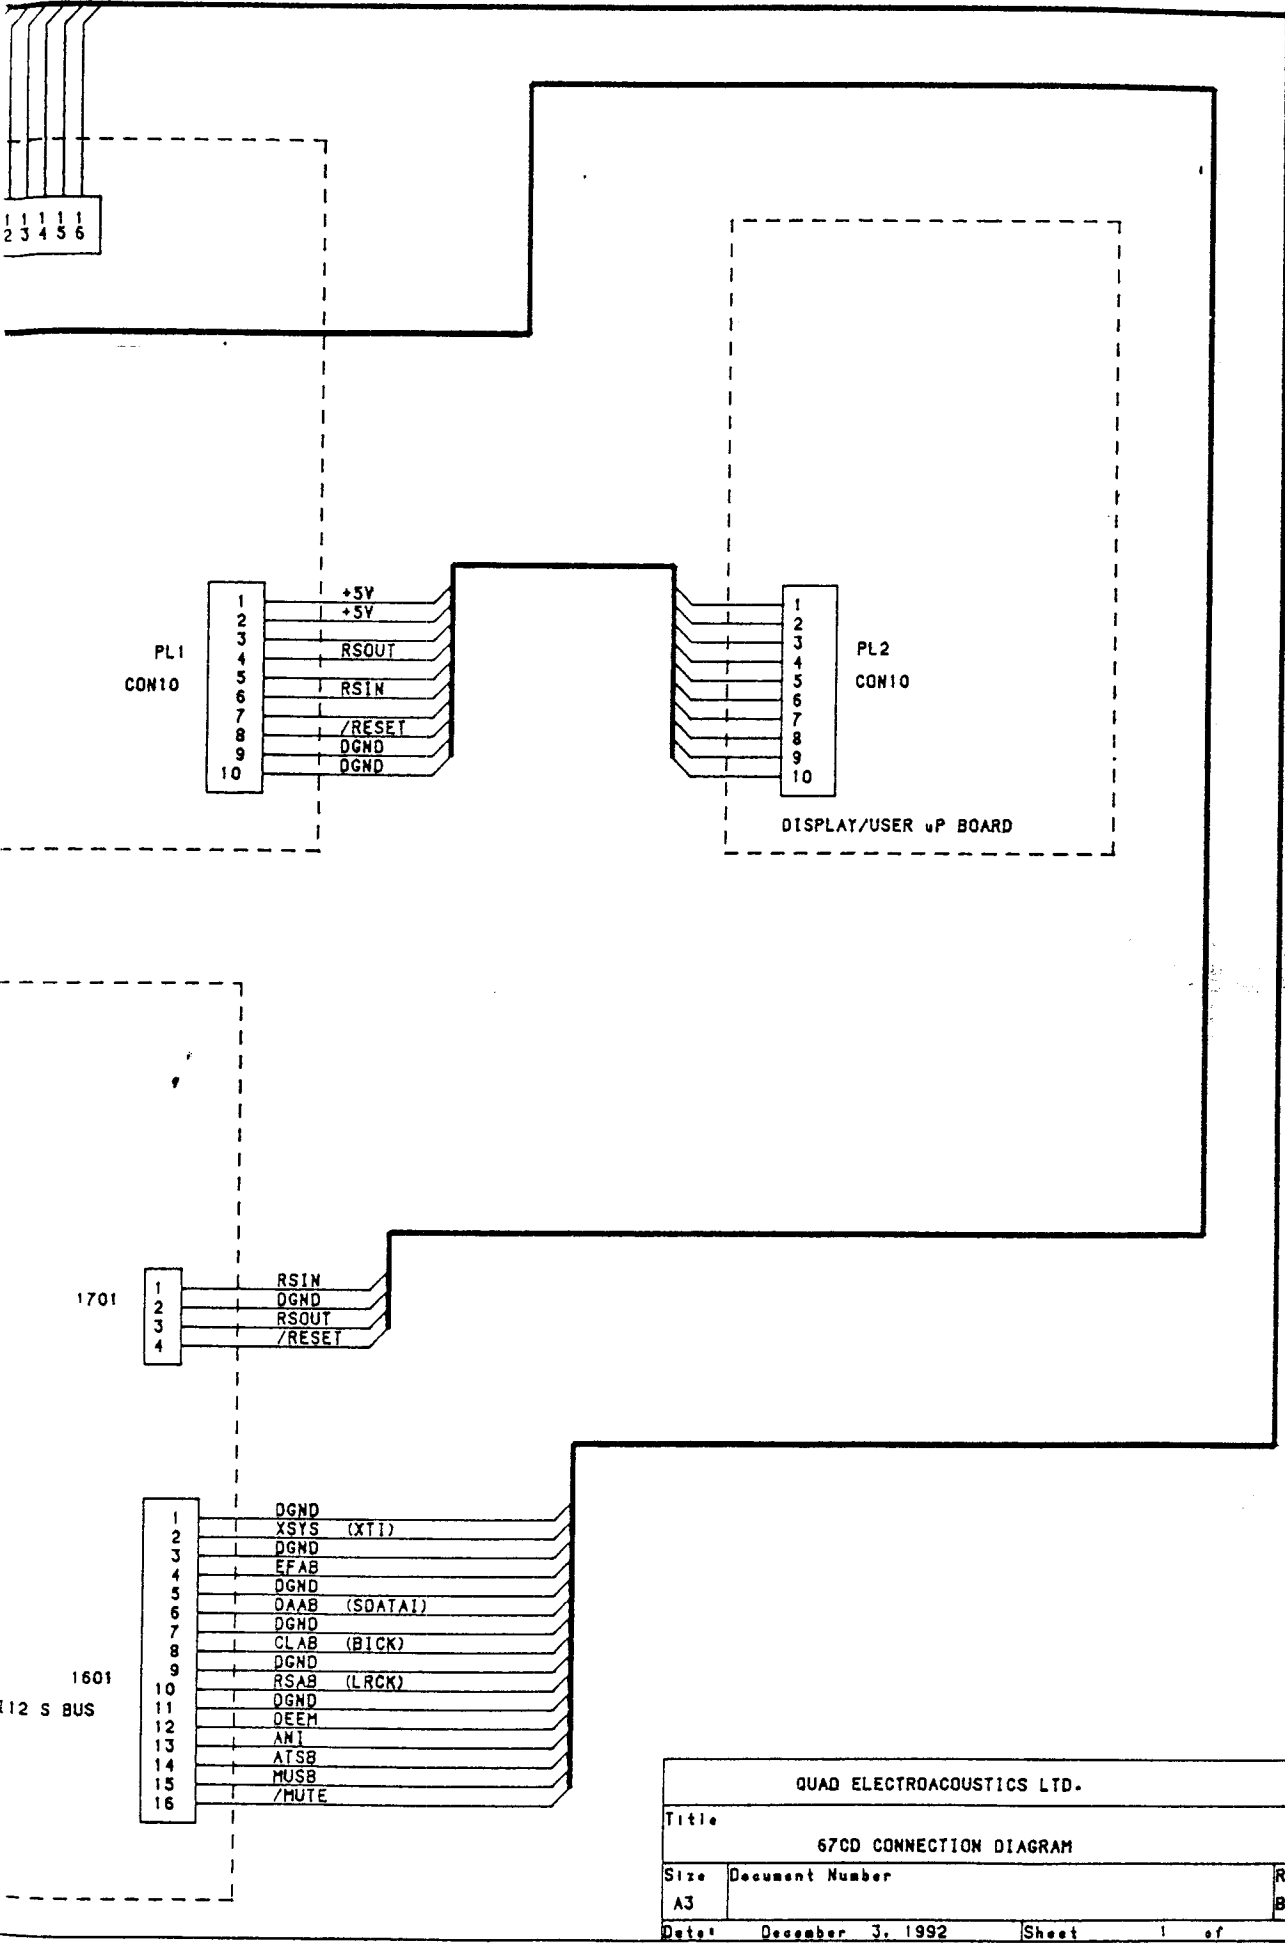 1 1 1 1 1
2 3 4 5 6
PL1
CON10
1 +5V
2 +5V
3
4 RSOUT
5
6 RSIN
7
8 /RESET
9 DGND
10 DGND
1
2
3
4
5
6
7
8
9
10
PL2
CON10
DISPLAY/USER uP BOARD
1701
1 RSIN
2 DGND
3 RSOUT
4 /RESET
1601
12 S BUS
1 DGND
2 XSYS (XTI)
3 DGND
4 EFAB
5 DGND
6 DAAB (SDATAI)
7 DGND
8 CLAB (BICK)
9 DGND
10 RSAB (LRCK)
11 DGND
12 DEEM
13 ANI
14 ATSB
15 MUSB
16 /MUTE
QUAD ELECTROACOUSTICS LTD.
Title
67CD CONNECTION DIAGRAM
Size Document Number R
A3 B
Date: December 3, 1992 Sheet 1 of